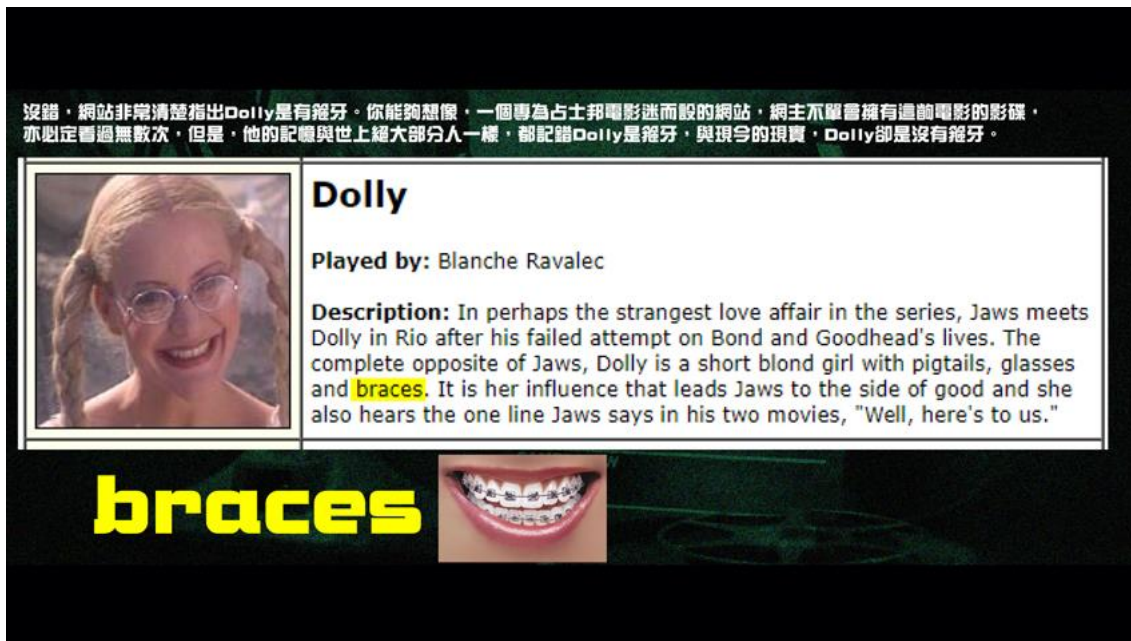 沒錯，網站非常清楚指出Dolly是有箍牙。你能夠想像，一個專為占士邦電影迷而設的網站，網主不單會擁有這齣電影的影碟，
亦必定看過無數次，但是，他的記憶與世上絕大部分人一樣，都記錯Dolly是箍牙，與現今的現實，Dolly卻是沒有箍牙。
Dolly
Played by: Blanche Ravalec
Description: In perhaps the strangest love affair in the series, Jaws meets
Dolly in Rio after his failed attempt on Bond and Goodhead's lives. The
complete opposite of Jaws, Dolly is a short blond girl with pigtails, glasses
and braces. It is her influence that leads Jaws to the side of good and she
also hears the one line Jaws says in his two movies, "Well, here's to us."
braces